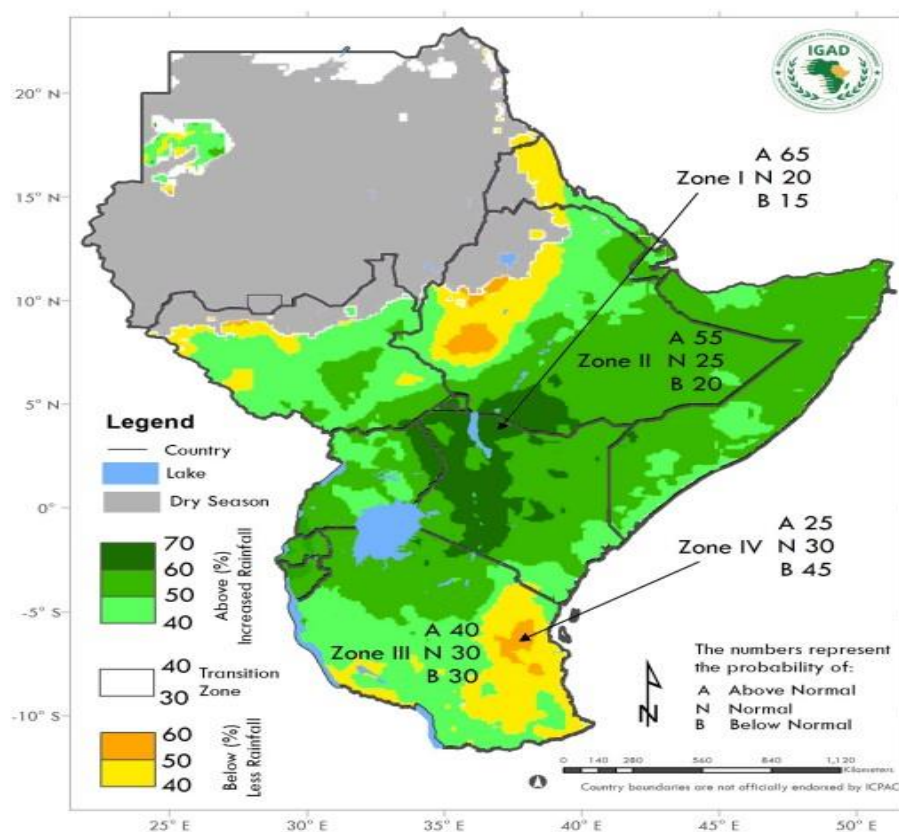 IGAD
20° N
15° N
10° N
5° N
0°
-5° S
-10° S
A 65
Zone I N 20
B 15
A 55
Zone II N 25
B 20
A 25
Zone IV N 30
B 45
A 40
Zone III N 30
B 30
Legend
Country
Lake
Dry Season
70
60
50
40
Above (%)
Increased Rainfall
40
30
Transition
Zone
60
50
40
Below (%)
Less Rainfall
The numbers represent
the probability of:
A Above Normal
N Normal
B Below Normal
N
0 140 280 560 840 1,120
Kilometers
Country boundaries are not officially endorsed by ICPAC
25° E 30° E 35° E 40° E 45° E 50° E